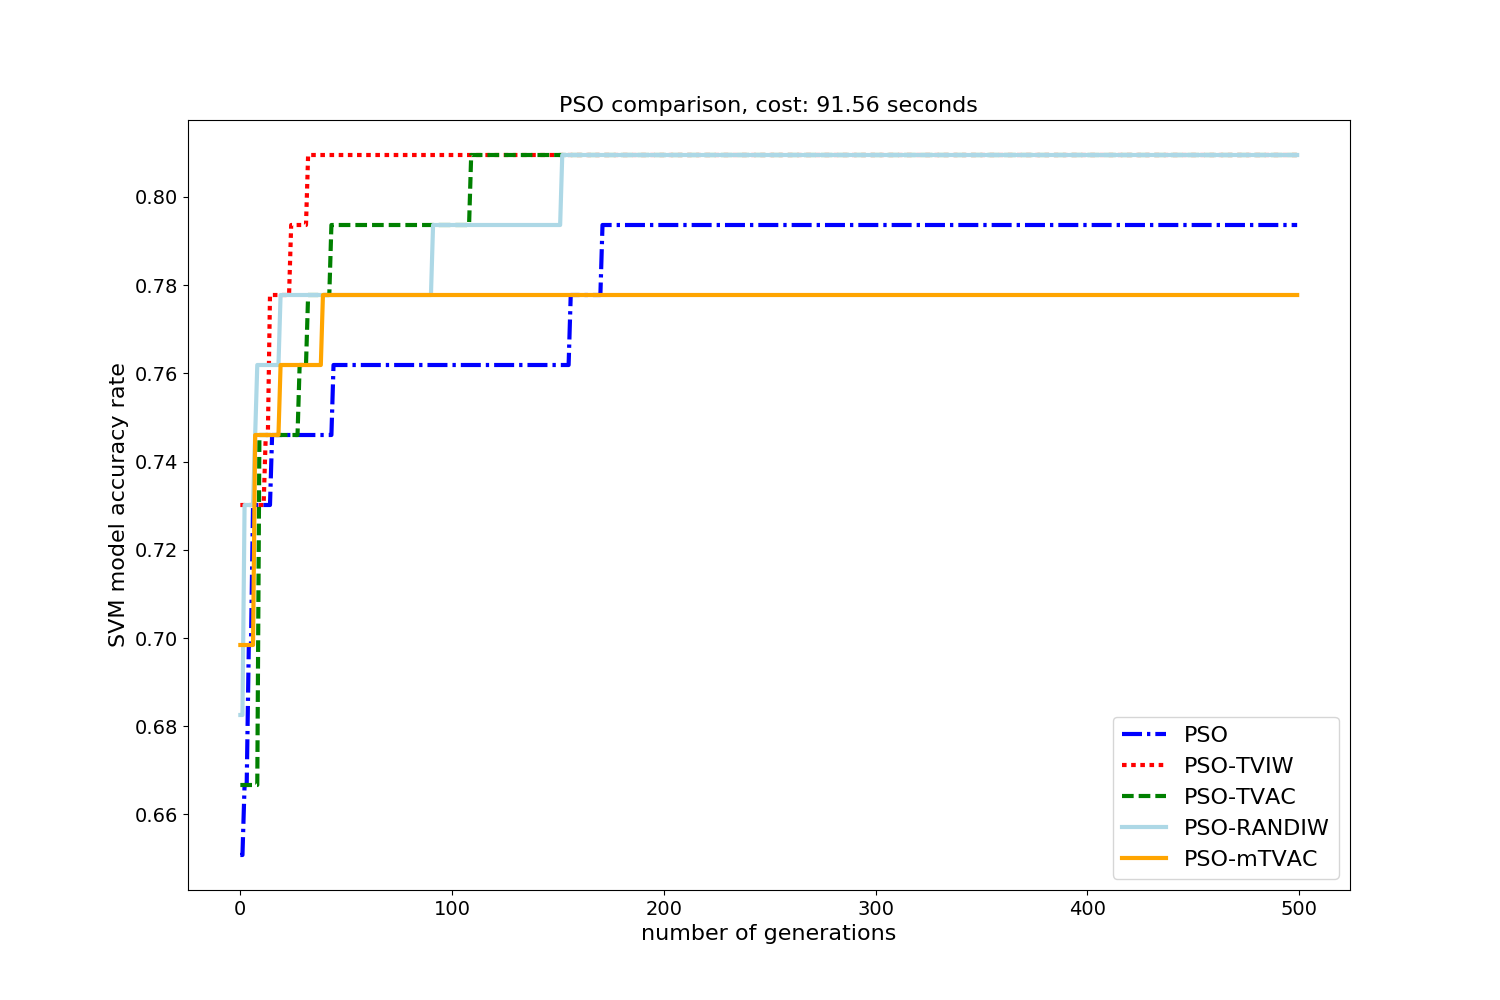 PSO comparison, cost: 91.56 seconds
SVM model accuracy rate
0.80
0.78
0.76
0.74
0.72
0.70
0.68
0.66
0 100 200 300 400 500
number of generations
PSO
PSO-TVIW
PSO-TVAC
PSO-RANDIW
PSO-mTVAC